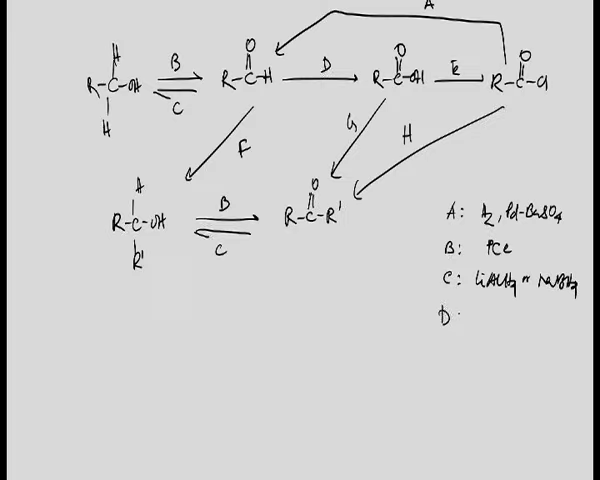 A
H O O O
R-C-OH B C R-C-H D R-C-OH E R-C-Cl
H
F G H
H O
R-C-OH B C R-C-R'
R'
A: H2, Pd-BaSO4
B: PCC
C: LiAlH4 or NaBH4
D: